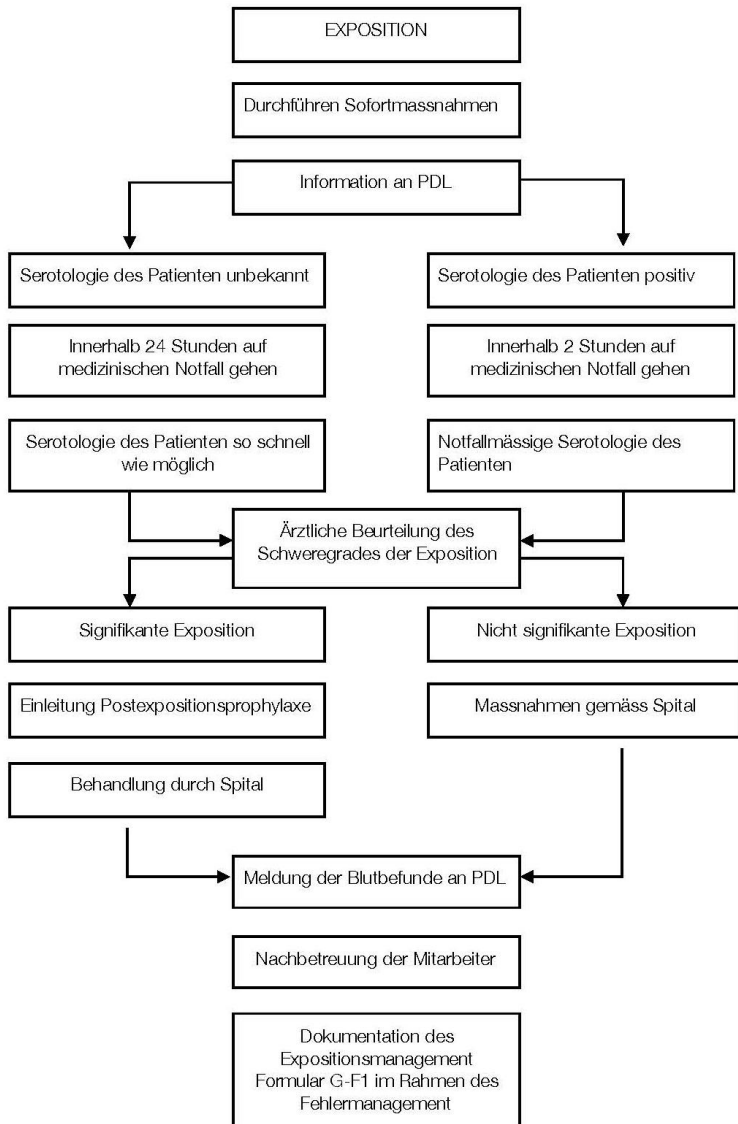 EXPOSITION
Durchführen Sofortmassnahmen
Information an PDL
Serotologie des Patienten unbekannt
Serotologie des Patienten positiv
Innerhalb 24 Stunden auf
medizinischen Notfall gehen
Innerhalb 2 Stunden auf
medizinischen Notfall gehen
Serotologie des Patienten so schnell
wie möglich
Notfallmässige Serotologie des
Patienten
Ärztliche Beurteilung des
Schweregrades der Exposition
Signifikante Exposition
Nicht signifikante Exposition
Einleitung Postexpositionsprophylaxe
Massnahmen gemäss Spital
Behandlung durch Spital
Meldung der Blutbefunde an PDL
Nachbetreuung der Mitarbeiter
Dokumentation des
Expositionsmanagement
Formular G-F1 im Rahmen des
Fehlermanagement